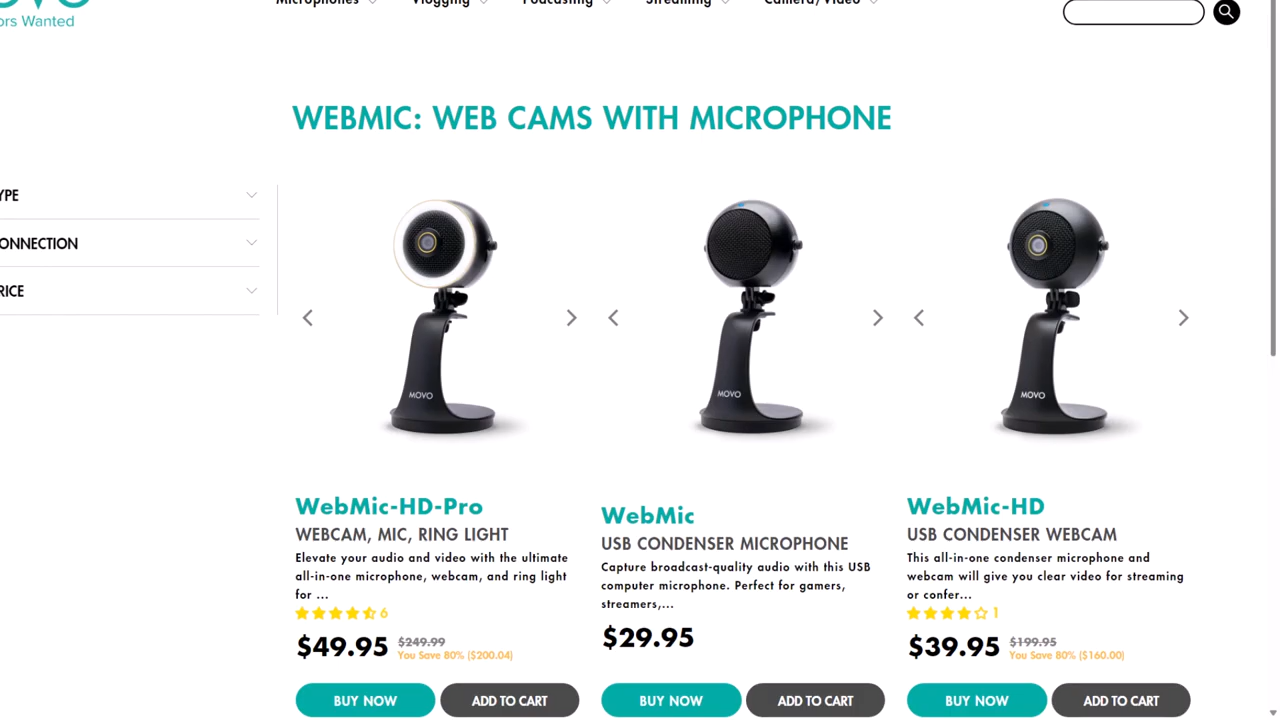 ors Wanted
Microphones Vlogging Podcasting Streaming Camera/Video
WEBMIC: WEB CAMS WITH MICROPHONE
YPE
ONNECTION
RICE
MOVO
MOVO
MOVO
WebMic-HD-Pro
WEBCAM, MIC, RING LIGHT
Elevate your audio and video with the ultimate
all-in-one microphone, webcam, and ring light
for ...
6
$49.95 $249.99
You Save 80% ($200.04)
BUY NOW ADD TO CART
WebMic
USB CONDENSER MICROPHONE
Capture broadcast-quality audio with this USB
computer microphone. Perfect for gamers,
streamers,...
$29.95
BUY NOW ADD TO CART
WebMic-HD
USB CONDENSER WEBCAM
This all-in-one condenser microphone and
webcam will give you clear video for streaming
or confer...
1
$39.95 $199.95
You Save 80% ($160.00)
BUY NOW ADD TO CART